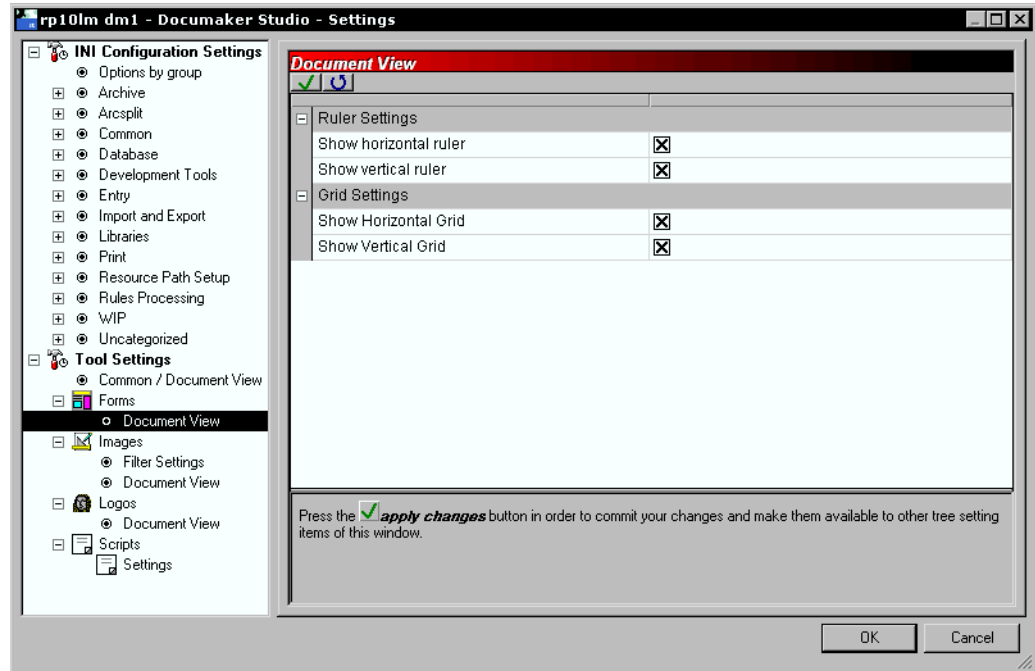 rp10lm dm1 - Documaker Studio - Settings
INI Configuration Settings
Options by group
Archive
Arcsplit
Common
Database
Development Tools
Entry
Import and Export
Libraries
Print
Resource Path Setup
Rules Processing
WIP
Uncategorized
Tool Settings
Common / Document View
Forms
Document View
Images
Filter Settings
Document View
Logos
Document View
Scripts
Settings
Document View
Ruler Settings
Show horizontal ruler
Show vertical ruler
Grid Settings
Show Horizontal Grid
Show Vertical Grid
Press the apply changes button in order to commit your changes and make them available to other tree setting
items of this window.
OK
Cancel